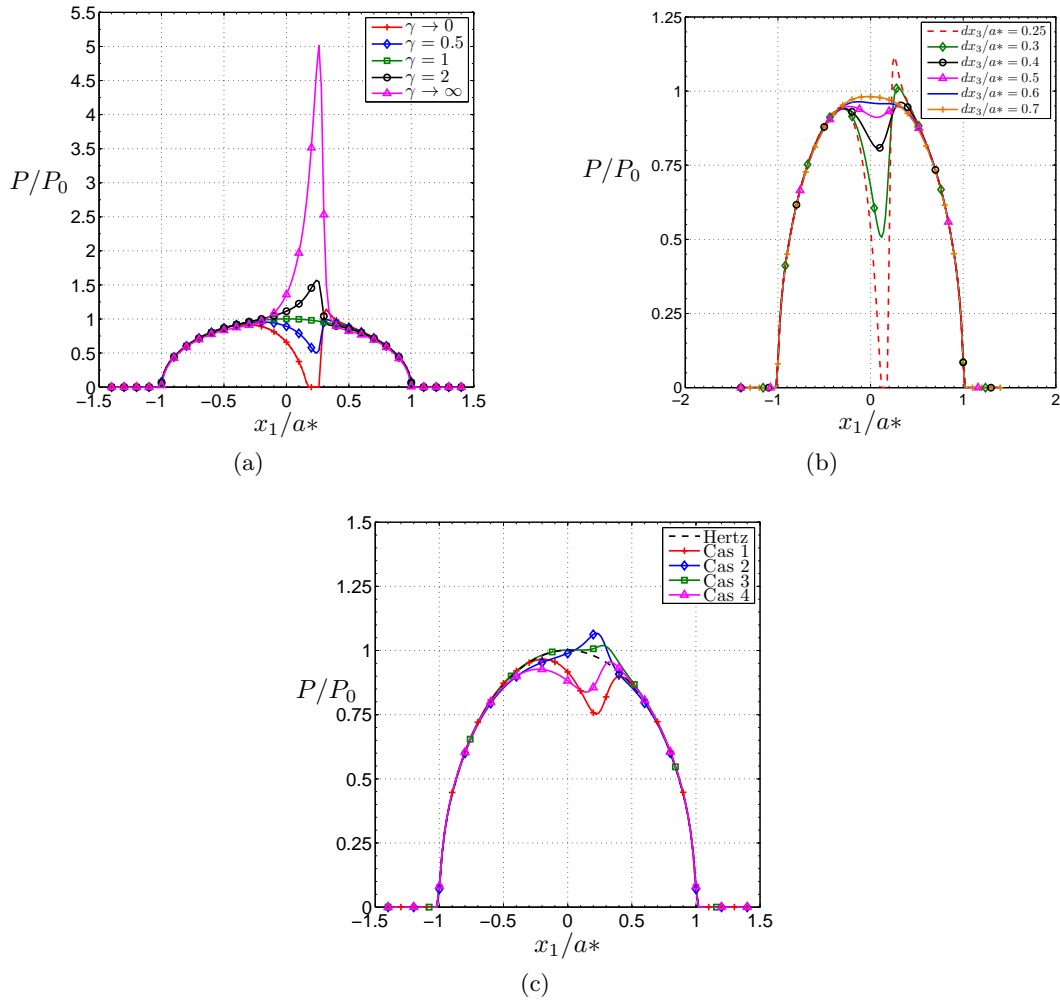 5.5
5
4.5
4
3.5
3
2.5
2
1.5
1
0.5
0
P/P₀
−1.5 −1 −0.5 0 0.5 1 1.5
x₁/a∗
γ → 0
γ = 0.5
γ = 1
γ = 2
γ → ∞
(a)
1.25
1
0.75
0.5
0.25
0
P/P₀
−2 −1 0 1 2
x₁/a∗
dx₃/a∗ = 0.25
dx₃/a∗ = 0.3
dx₃/a∗ = 0.4
dx₃/a∗ = 0.5
dx₃/a∗ = 0.6
dx₃/a∗ = 0.7
(b)
1.5
1.25
1
0.75
0.5
0.25
0
P/P₀
−1.5 −1 −0.5 0 0.5 1 1.5
x₁/a∗
Hertz
Cas 1
Cas 2
Cas 3
Cas 4
(c)